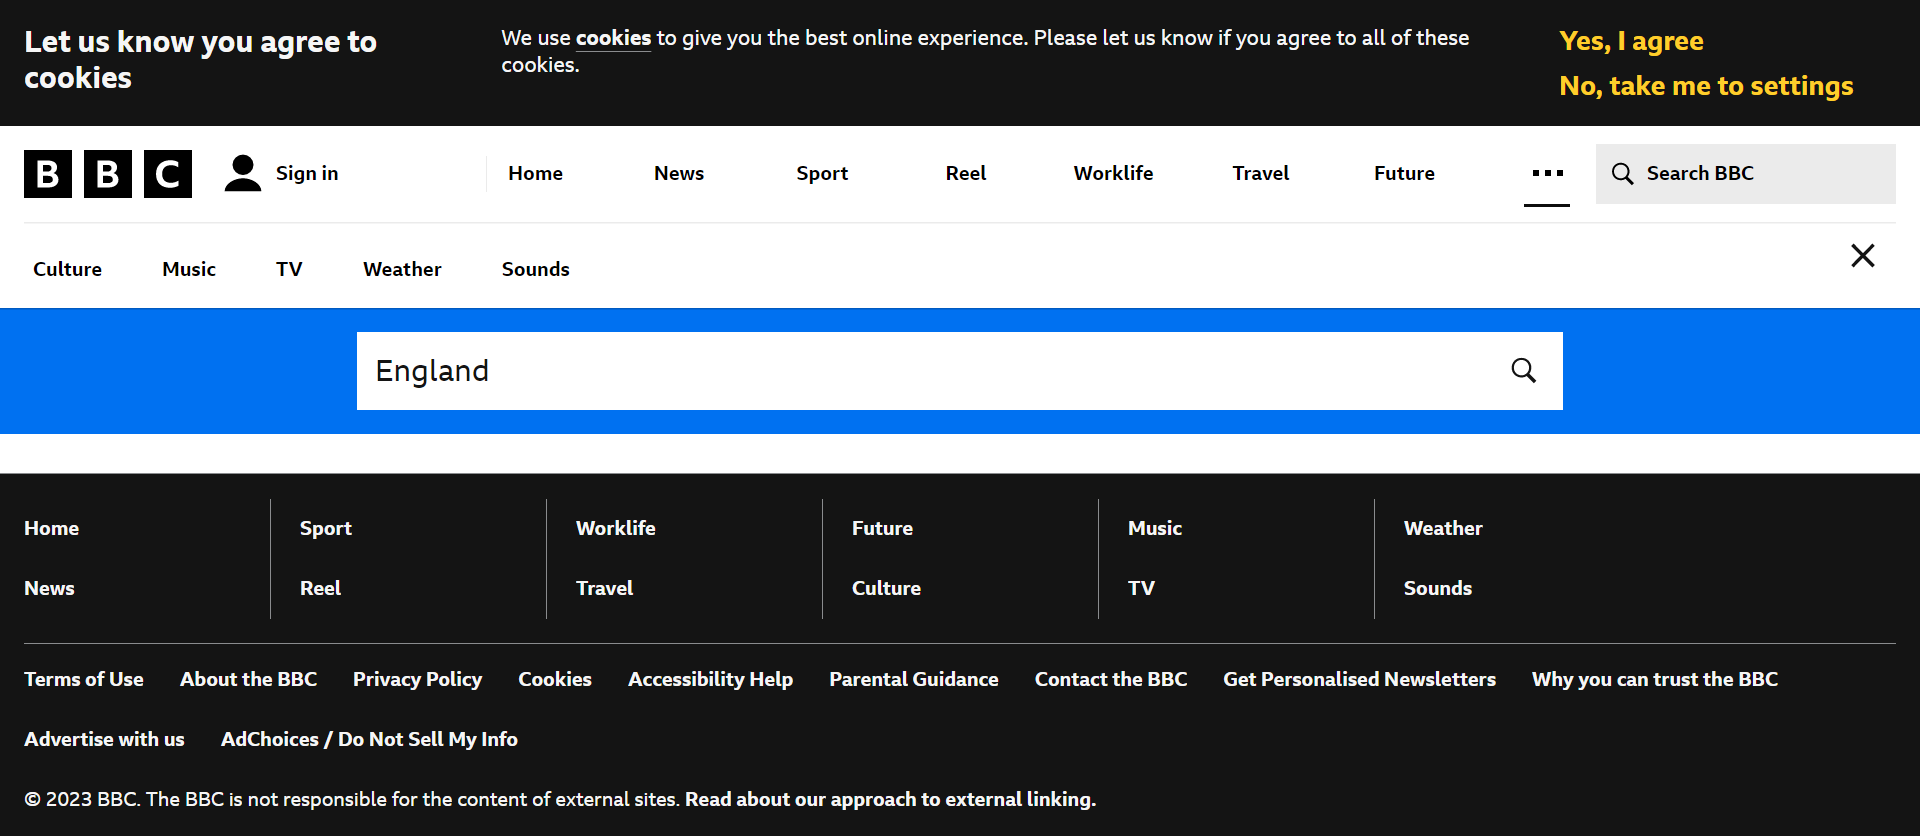 Let us know you agree to
cookies
We use cookies to give you the best online experience. Please let us know if you agree to all of these
cookies.
Yes, I agree
No, take me to settings
BBC
Sign in
Home
News
Sport
Reel
Worklife
Travel
Future
Search BBC
Culture
Music
TV
Weather
Sounds
England
Home
Sport
Worklife
Future
Music
Weather
News
Reel
Travel
Culture
TV
Sounds
Terms of Use
About the BBC
Privacy Policy
Cookies
Accessibility Help
Parental Guidance
Contact the BBC
Get Personalised Newsletters
Why you can trust the BBC
Advertise with us
AdChoices / Do Not Sell My Info
© 2023 BBC. The BBC is not responsible for the content of external sites. Read about our approach to external linking.